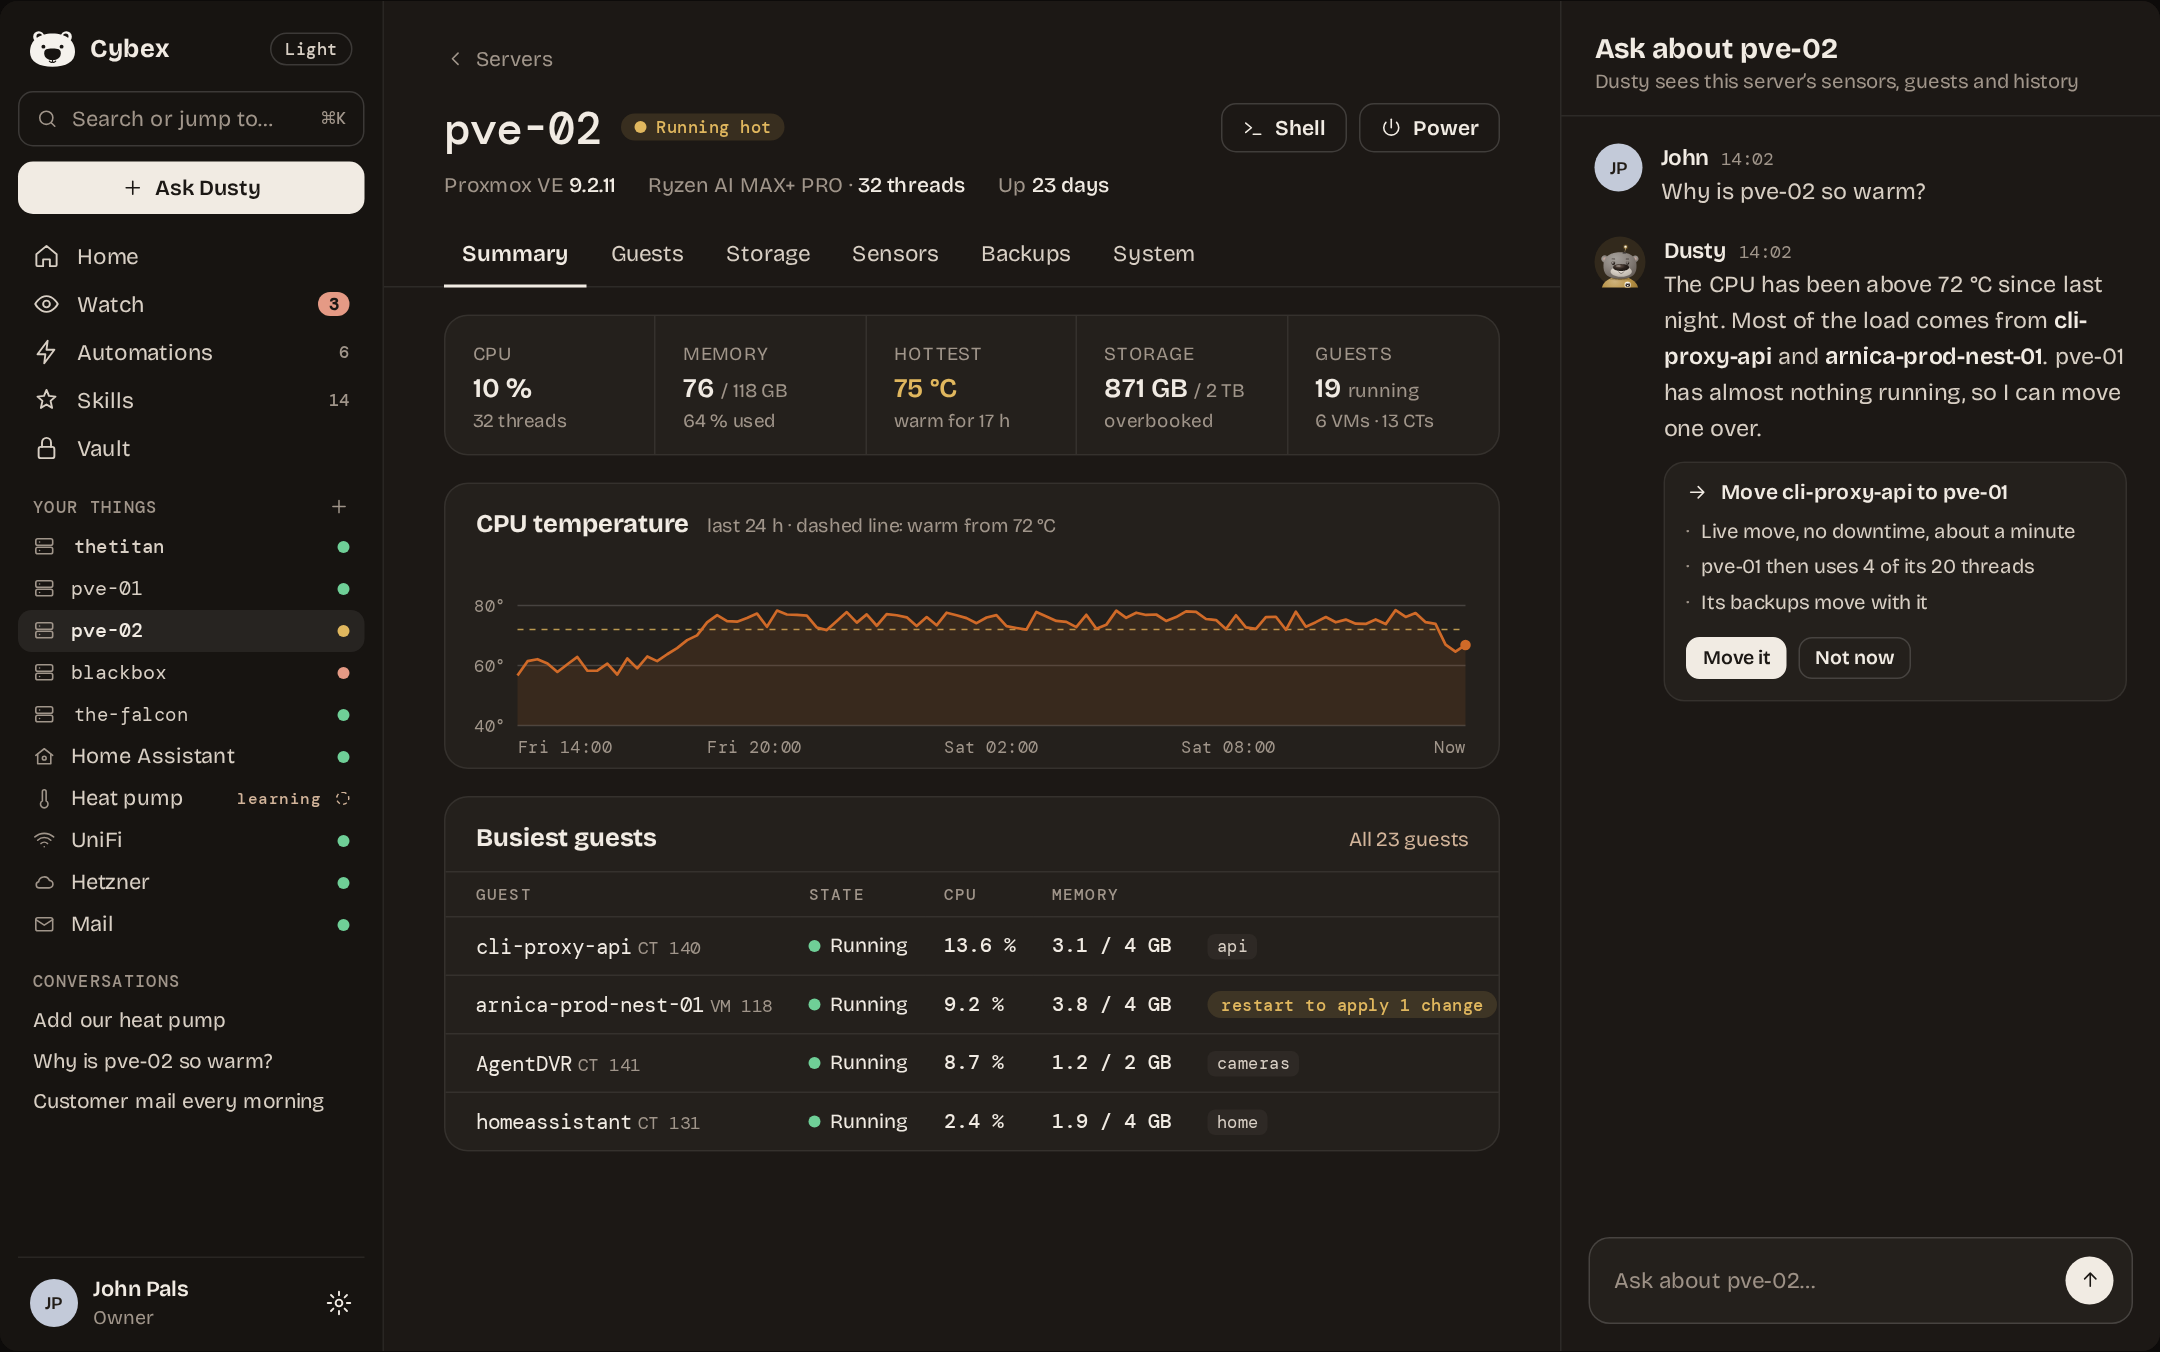 Cybex
Light
Search or jump to...
⌘K
+ Ask Dusty
Home
Watch 3
Automations 6
Skills 14
Vault
YOUR THINGS +
thetitan
pve-01
pve-02
blackbox
the-falcon
Home Assistant
Heat pump learning
UniFi
Hetzner
Mail
CONVERSATIONS
Add our heat pump
Why is pve-02 so warm?
Customer mail every morning
JP
John Pals
Owner
Servers
pve-02 Running hot
Shell Power
Proxmox VE 9.2.11 Ryzen AI MAX+ PRO · 32 threads Up 23 days
Summary Guests Storage Sensors Backups System
CPU MEMORY HOTTEST STORAGE GUESTS
10 % 76 / 118 GB 75 °C 871 GB / 2 TB 19 running
32 threads 64 % used warm for 17 h overbooked 6 VMs · 13 CTs
CPU temperature last 24 h · dashed line: warm from 72 °C
80°
60°
40°
Fri 14:00 Fri 20:00 Sat 02:00 Sat 08:00 Now
Busiest guests All 23 guests
GUEST STATE CPU MEMORY
cli-proxy-api CT 140 Running 13.6 % 3.1 / 4 GB api
arnica-prod-nest-01 VM 118 Running 9.2 % 3.8 / 4 GB restart to apply 1 change
AgentDVR CT 141 Running 8.7 % 1.2 / 2 GB cameras
homeassistant CT 131 Running 2.4 % 1.9 / 4 GB home
Ask about pve-02
Dusty sees this server's sensors, guests and history
JP
John 14:02
Why is pve-02 so warm?
Dusty 14:02
The CPU has been above 72 °C since last
night. Most of the load comes from cli-
proxy-api and arnica-prod-nest-01. pve-01
has almost nothing running, so I can move
one over.
→ Move cli-proxy-api to pve-01
· Live move, no downtime, about a minute
· pve-01 then uses 4 of its 20 threads
· Its backups move with it
Move it Not now
Ask about pve-02...